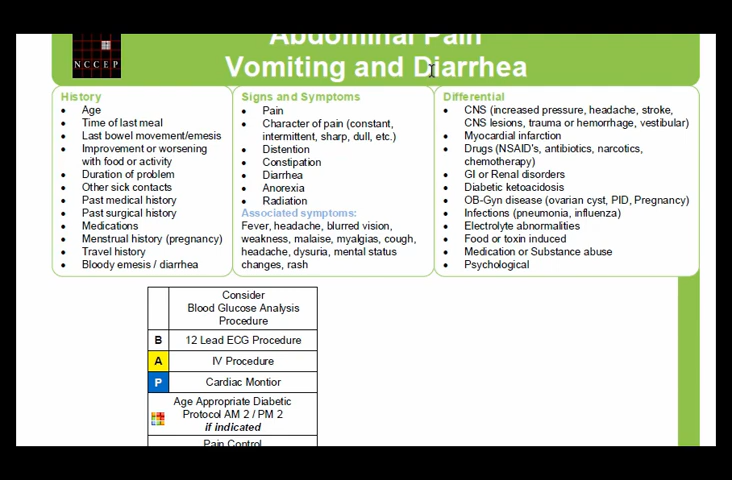 Abdominal Pain
Vomiting and Diarrhea
NCCEP
History
Age
Time of last meal
Last bowel movement/emesis
Improvement or worsening
with food or activity
Duration of problem
Other sick contacts
Past medical history
Past surgical history
Medications
Menstrual history (pregnancy)
Travel history
Bloody emesis / diarrhea
Signs and Symptoms
Pain
Character of pain (constant,
intermittent, sharp, dull, etc.)
Distention
Constipation
Diarrhea
Anorexia
Radiation
Associated symptoms:
Fever, headache, blurred vision,
weakness, malaise, myalgias, cough,
headache, dysuria, mental status
changes, rash
Differential
CNS (increased pressure, headache, stroke,
CNS lesions, trauma or hemorrhage, vestibular)
Myocardial infarction
Drugs (NSAID's, antibiotics, narcotics,
chemotherapy)
GI or Renal disorders
Diabetic ketoacidosis
OB-Gyn disease (ovarian cyst, PID, Pregnancy)
Infections (pneumonia, influenza)
Electrolyte abnormalities
Food or toxin induced
Medication or Substance abuse
Psychological
Consider
Blood Glucose Analysis
Procedure
B 12 Lead ECG Procedure
A IV Procedure
P Cardiac Montior
Age Appropriate Diabetic
Protocol AM 2 / PM 2
if indicated
Pain Control